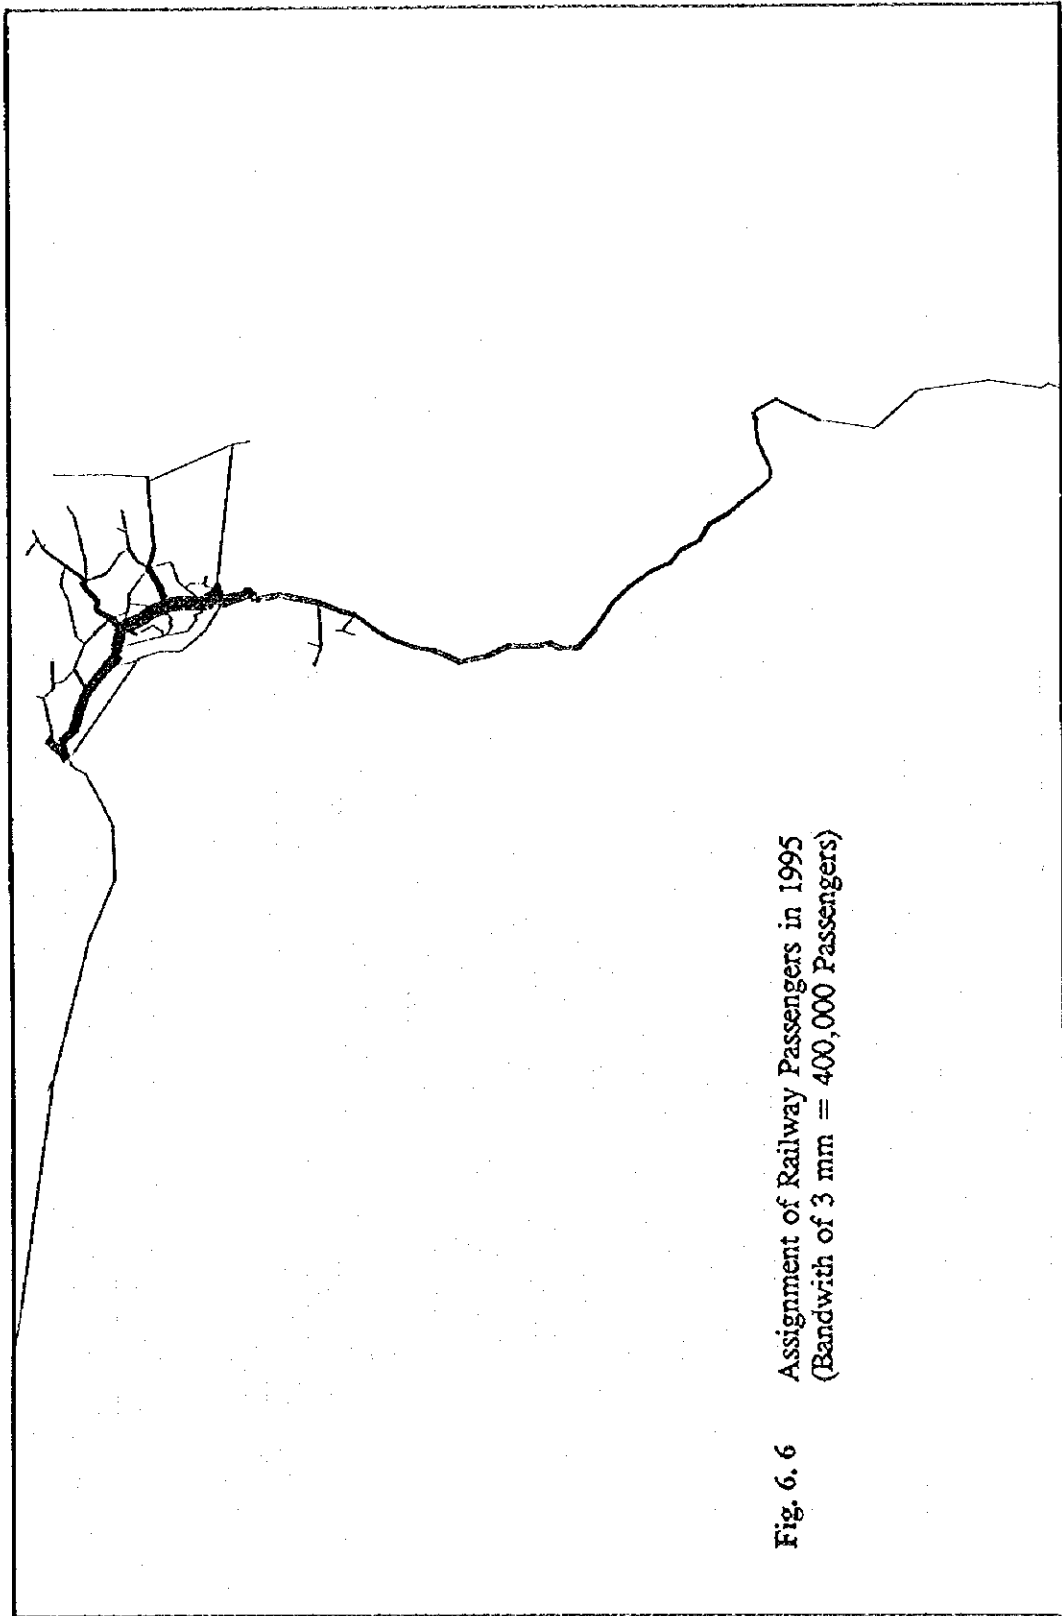 Fig. 6. 6 Assignment of Railway Passengers in 1995
(Bandwith of 3 mm = 400,000 Passengers)